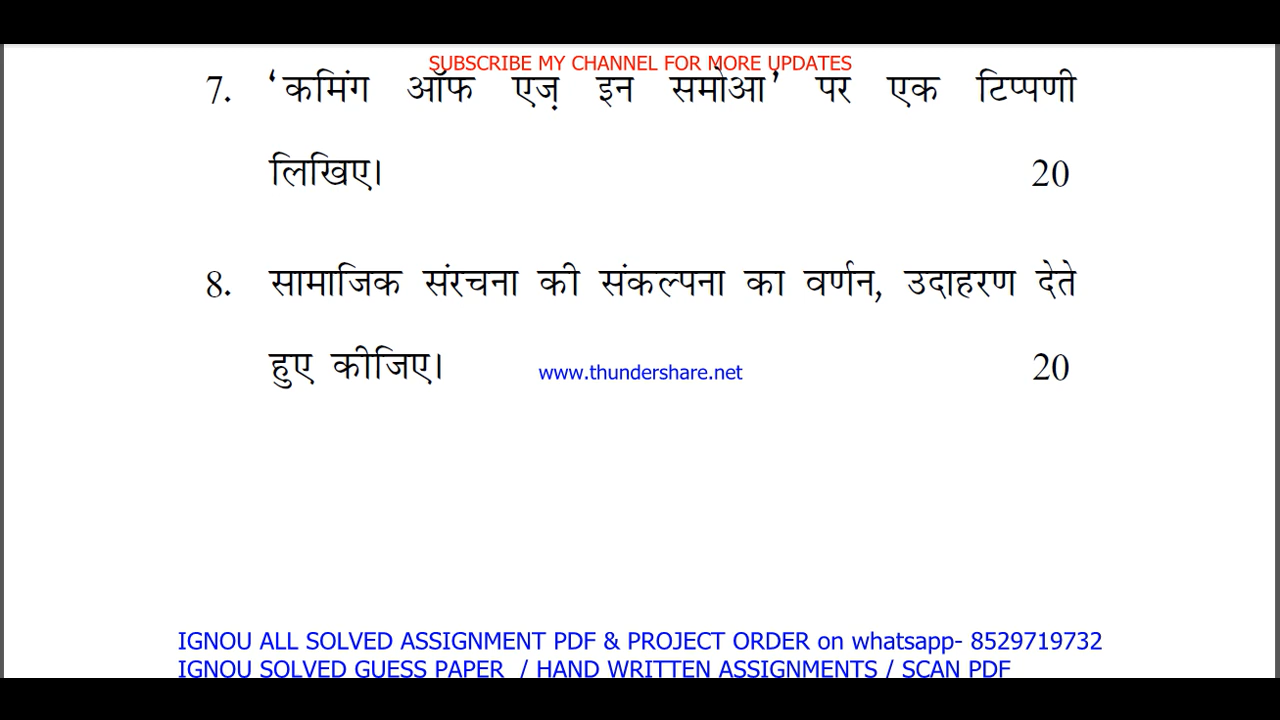 SUBSCRIBE MY CHANNEL FOR MORE UPDATES
7. ‘कमिंग ऑफ एज़ इन समोआ’ पर एक टिप्पणी
लिखिए। 20
8. सामाजिक संरचना की संकल्पना का वर्णन, उदाहरण देते
हुए कीजिए। www.thundershare.net 20
IGNOU ALL SOLVED ASSIGNMENT PDF & PROJECT ORDER on whatsapp- 8529719732
IGNOU SOLVED GUESS PAPER / HAND WRITTEN ASSIGNMENTS / SCAN PDF